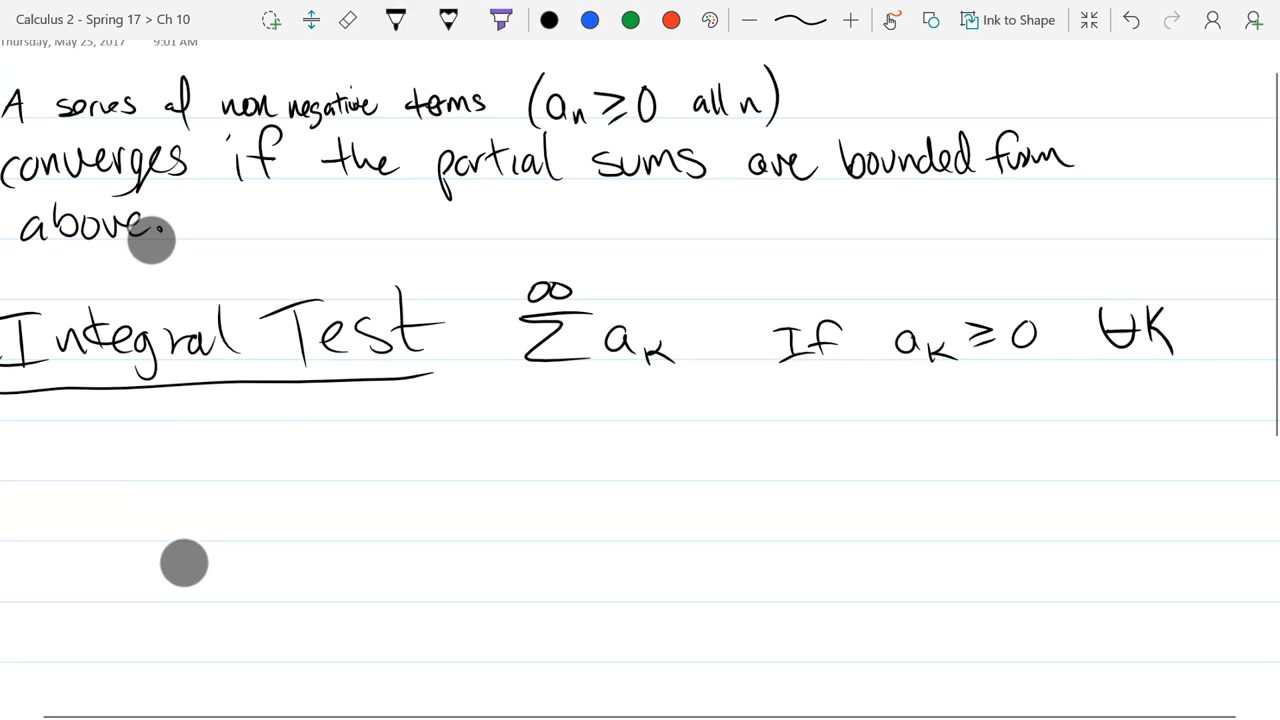 Calculus 2 - Spring 17 > Ch 10
Ink to Shape
Thursday, May 25, 2017 9:01 AM
A series of non negative terms (aₙ ≥ 0 all n)
converges if the partial sums are bounded from
above.
Integral Test ∞∑ aₖ If aₖ ≥ 0 ∀K